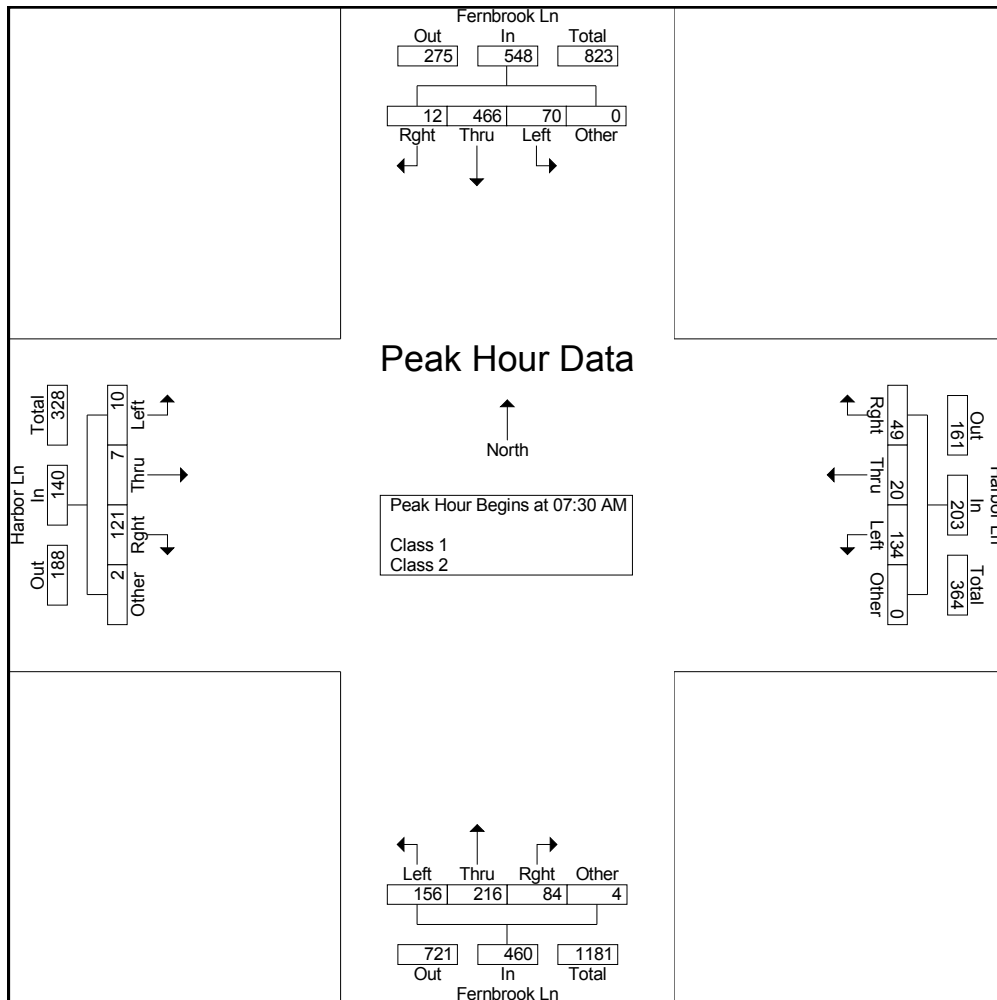 Fernbrook Ln
Out In Total
275 548 823
12 466 70 0
Rght Thru Left Other
Peak Hour Data
North
Peak Hour Begins at 07:30 AM
Class 1
Class 2
Harbor Ln
Total In Out
328 140 188
10 7 121 2
Left Thru Rght Other
Rght Thru Left Other
49 20 134 0
Out In Total
161 203 364
Harbor Ln
Left Thru Rght Other
156 216 84 4
721 460 1181
Out In Total
Fernbrook Ln